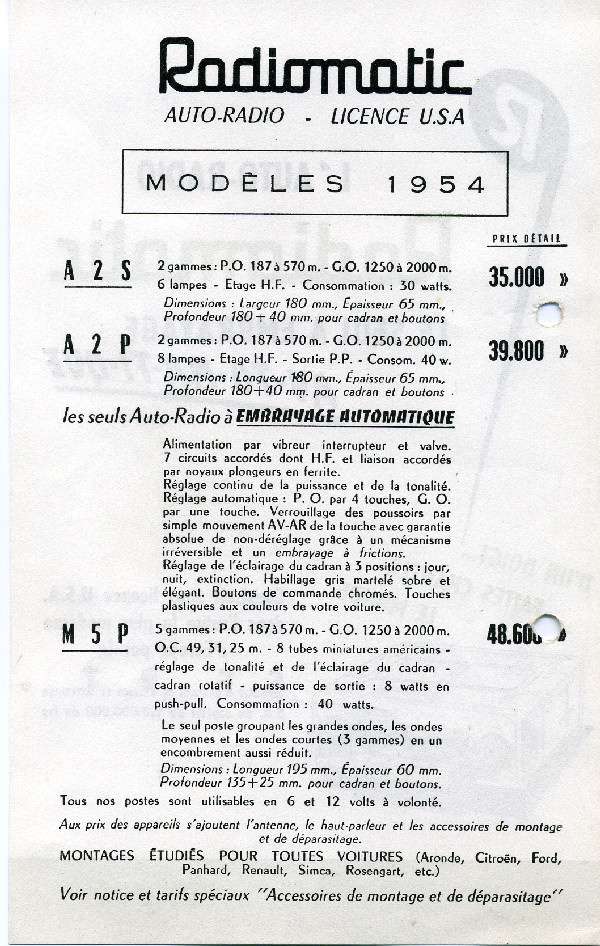 Radiomatic
AUTO-RADIO - LICENCE U.S.A
MODÈLES 1954
PRIX DÉTAIL
A 2 S 2 gammes : P.O. 187 à 570 m. - G.O. 1250 à 2000 m. 35.000 »
6 lampes - Etage H.F. - Consommation : 30 watts.
Dimensions : Largeur 180 mm., Épaisseur 65 mm.,
Profondeur 180 + 40 mm. pour cadran et boutons
A 2 P 2 gammes : P.O. 187 à 570 m. - G.O. 1250 à 2000 m. 39.800 »
8 lampes - Etage H.F. - Sortie P.P. - Consom. 40 w.
Dimensions : Longueur 180 mm., Épaisseur 65 mm.,
Profondeur 180+40 mm. pour cadran et boutons .
les seuls Auto-Radio à EMBRAYAGE AUTOMATIQUE
Alimentation par vibreur interrupteur et valve.
7 circuits accordés dont H.F. et liaison accordés
par noyaux plongeurs en ferrite.
Réglage continu de la puissance et de la tonalité.
Réglage automatique : P. O. par 4 touches, G. O.
par une touche. Verrouillage des poussoirs par
simple mouvement AV-AR de la touche avec garantie
absolue de non-déréglage grâce à un mécanisme
irréversible et un embrayage à frictions.
Réglage de l'éclairage du cadran à 3 positions : jour,
nuit, extinction. Habillage gris martelé sobre et
élégant. Boutons de commande chromés. Touches
plastiques aux couleurs de votre voiture.
M 5 P 5 gammes : P.O. 187 à 570 m. - G.O. 1250 à 2000 m. 48.600 »
O.C. 49, 31, 25 m. - 8 tubes miniatures américains -
réglage de tonalité et de l'éclairage du cadran -
cadran rotatif - puissance de sortie : 8 watts en
push-pull. Consommation : 40 watts.
Le seul poste groupant les grandes ondes, les ondes
moyennes et les ondes courtes (3 gammes) en un
encombrement aussi réduit.
Dimensions : Longueur 195 mm., Épaisseur 60 mm.
Profondeur 135+25 mm. pour cadran et boutons.
Tous nos postes sont utilisables en 6 et 12 volts à volonté.
Aux prix des appareils s'ajoutent l'antenne, le haut-parleur et les accessoires de montage
et de déparasitage.
MONTAGES ÉTUDIÉS POUR TOUTES VOITURES (Aronde, Citroën, Ford,
Panhard, Renault, Simca, Rosengart, etc.)
Voir notice et tarifs spéciaux "Accessoires de montage et de déparasitage"